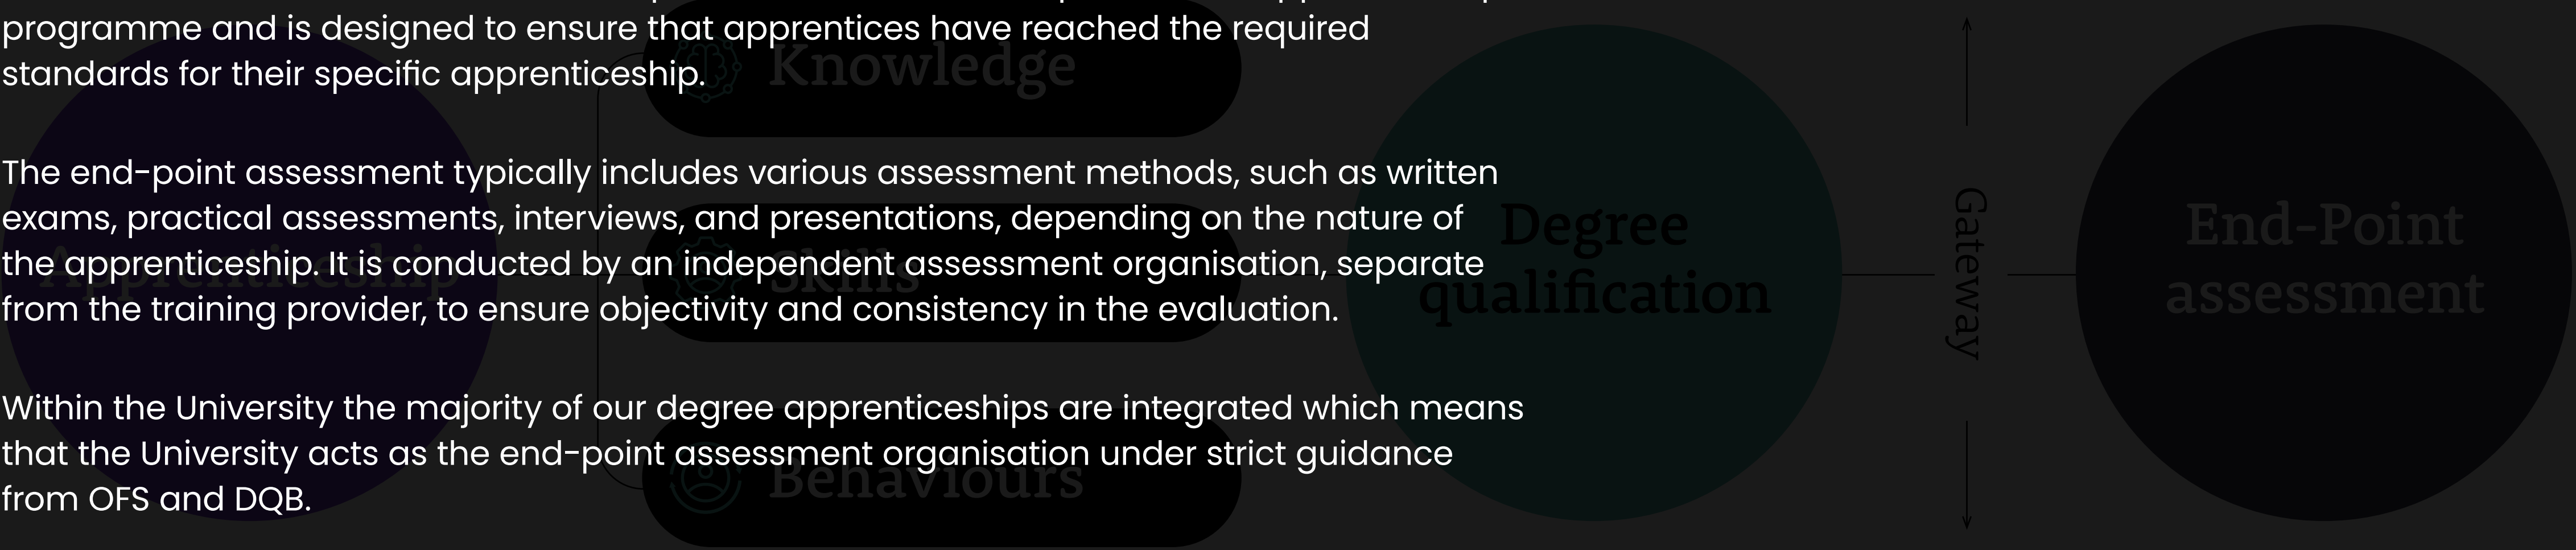 programme and is designed to ensure that apprentices have reached the required
standards for their specific apprenticeship.
The end-point assessment typically includes various assessment methods, such as written
exams, practical assessments, interviews, and presentations, depending on the nature of
the apprenticeship. It is conducted by an independent assessment organisation, separate
from the training provider, to ensure objectivity and consistency in the evaluation.
Within the University the majority of our degree apprenticeships are integrated which means
that the University acts as the end-point assessment organisation under strict guidance
from OFS and DQB.
Apprenticeship
Knowledge
Skills
Behaviours
Degree
qualification
Gateway
End-Point
assessment